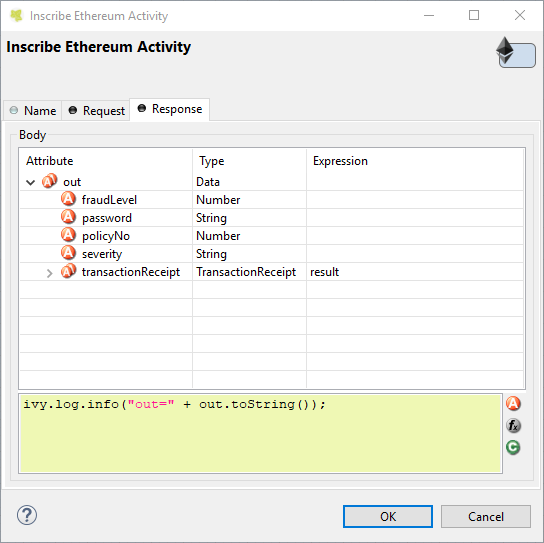 Inscribe Ethereum Activity
Inscribe Ethereum Activity
Name Request Response
Body
Attribute Type Expression
out Data
fraudLevel Number
password String
policyNo Number
severity String
transactionReceipt TransactionReceipt result
ivy.log.info("out=" + out.toString());
OK Cancel